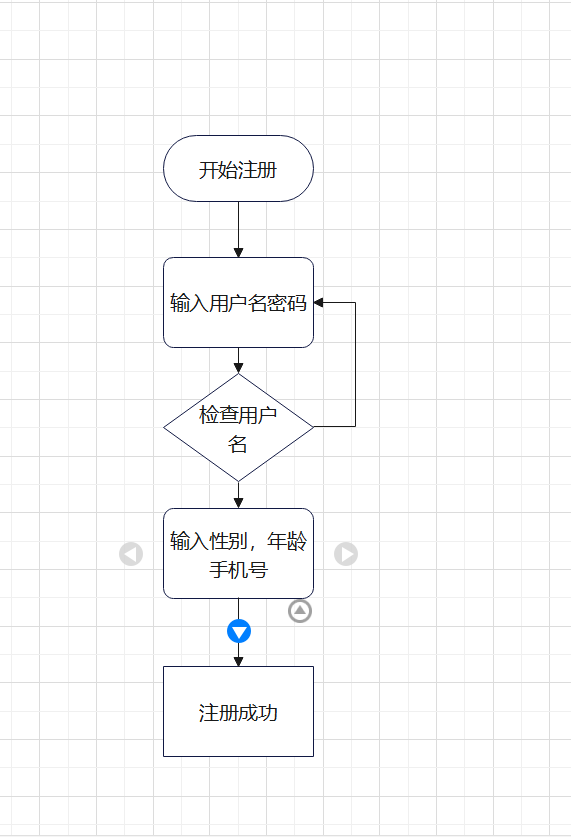 开始注册
输入用户名密码
检查用户
名
输入性别，年龄
手机号
注册成功